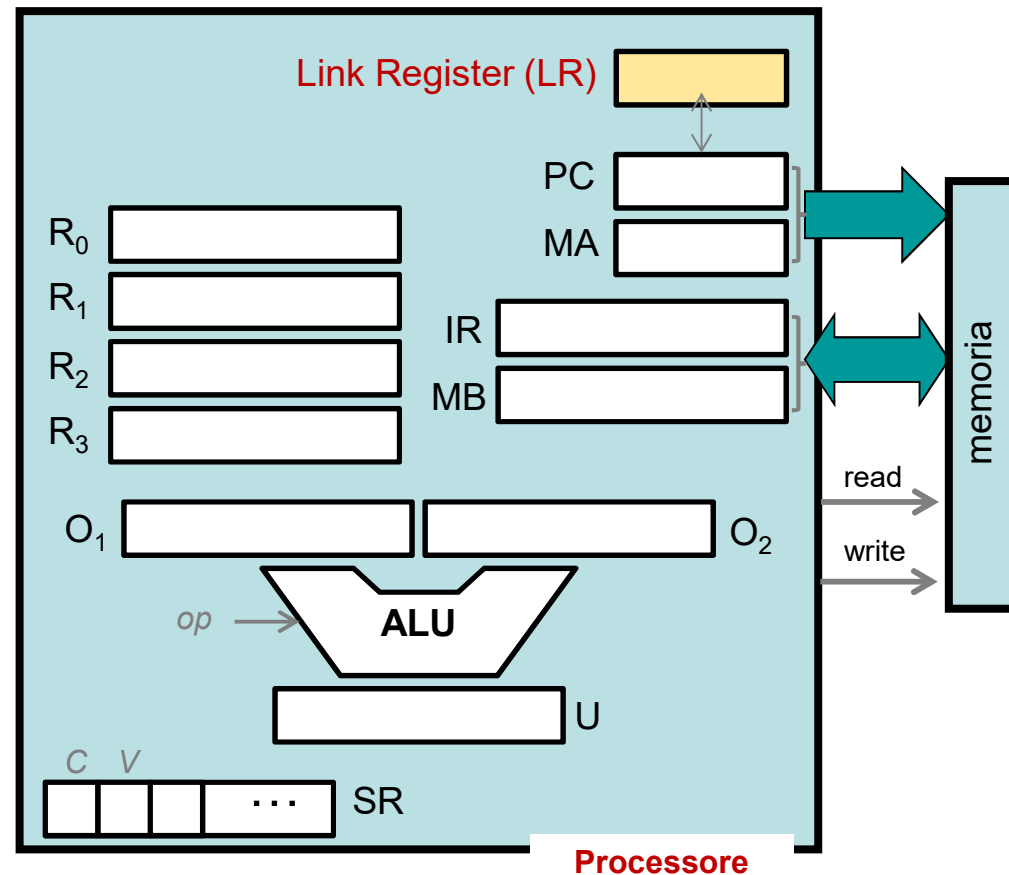 Link Register (LR)
PC
MA
R₀
R₁
R₂
R₃
IR
MB
memoria
read
write
O₁
O₂
op
ALU
U
C V
... SR
Processore